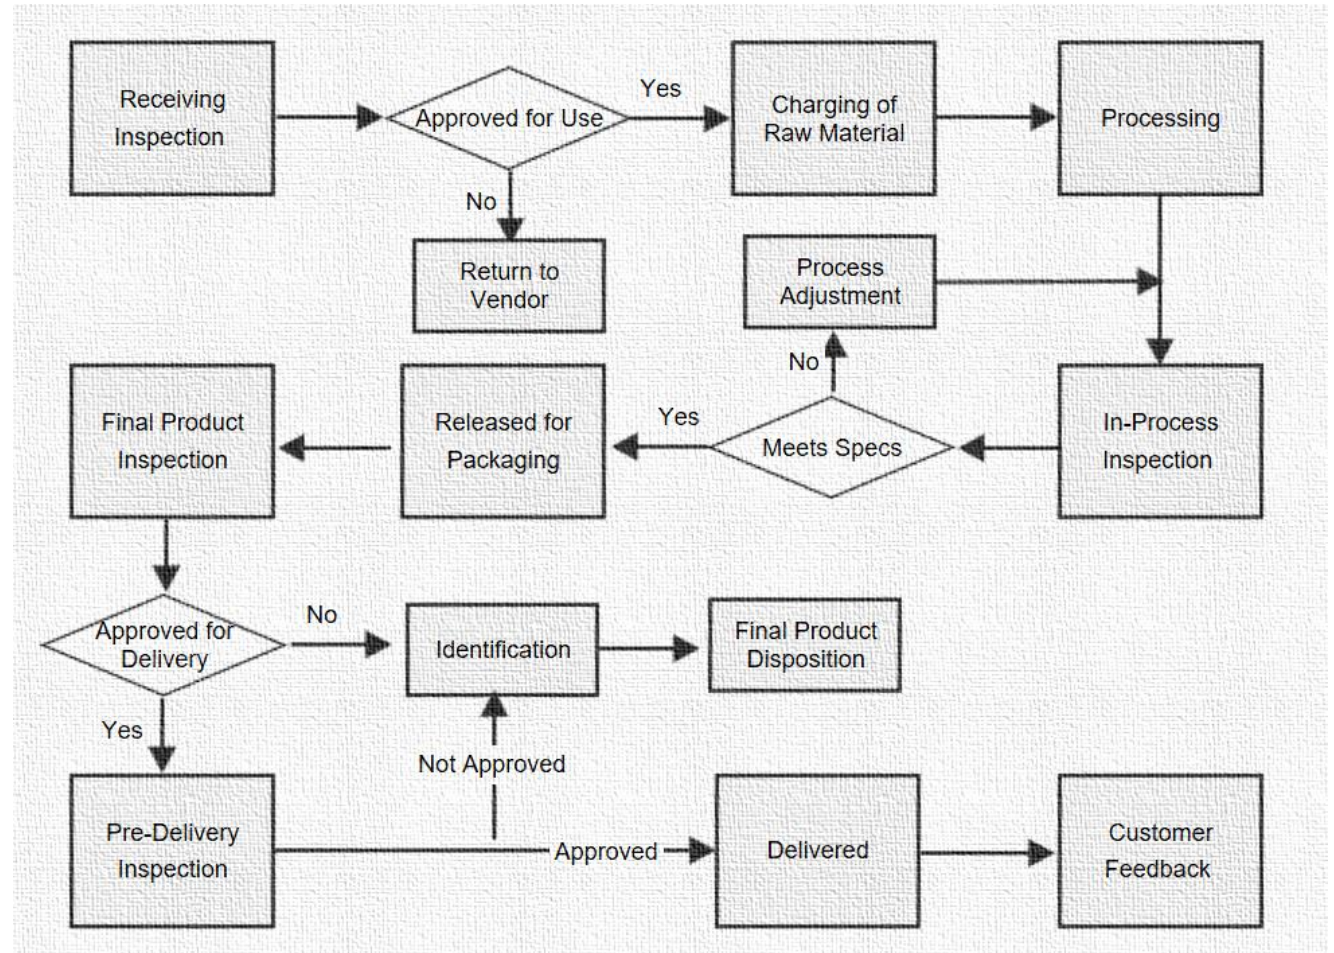 Receiving
Inspection
Approved for Use
Yes
No
Return to
Vendor
Charging of
Raw Material
Processing
Process
Adjustment
No
In-Process
Inspection
Meets Specs
Yes
Released for
Packaging
Final Product
Inspection
Approved for
Delivery
No
Identification
Final Product
Disposition
Yes
Pre-Delivery
Inspection
Not Approved
Approved
Delivered
Customer
Feedback